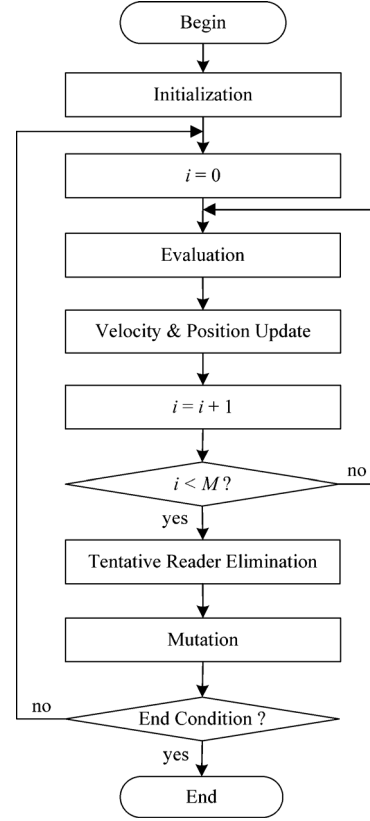 Begin
Initialization
i = 0
Evaluation
Velocity & Position Update
i = i + 1
i < M ?
no
yes
Tentative Reader Elimination
Mutation
no
End Condition ?
yes
End